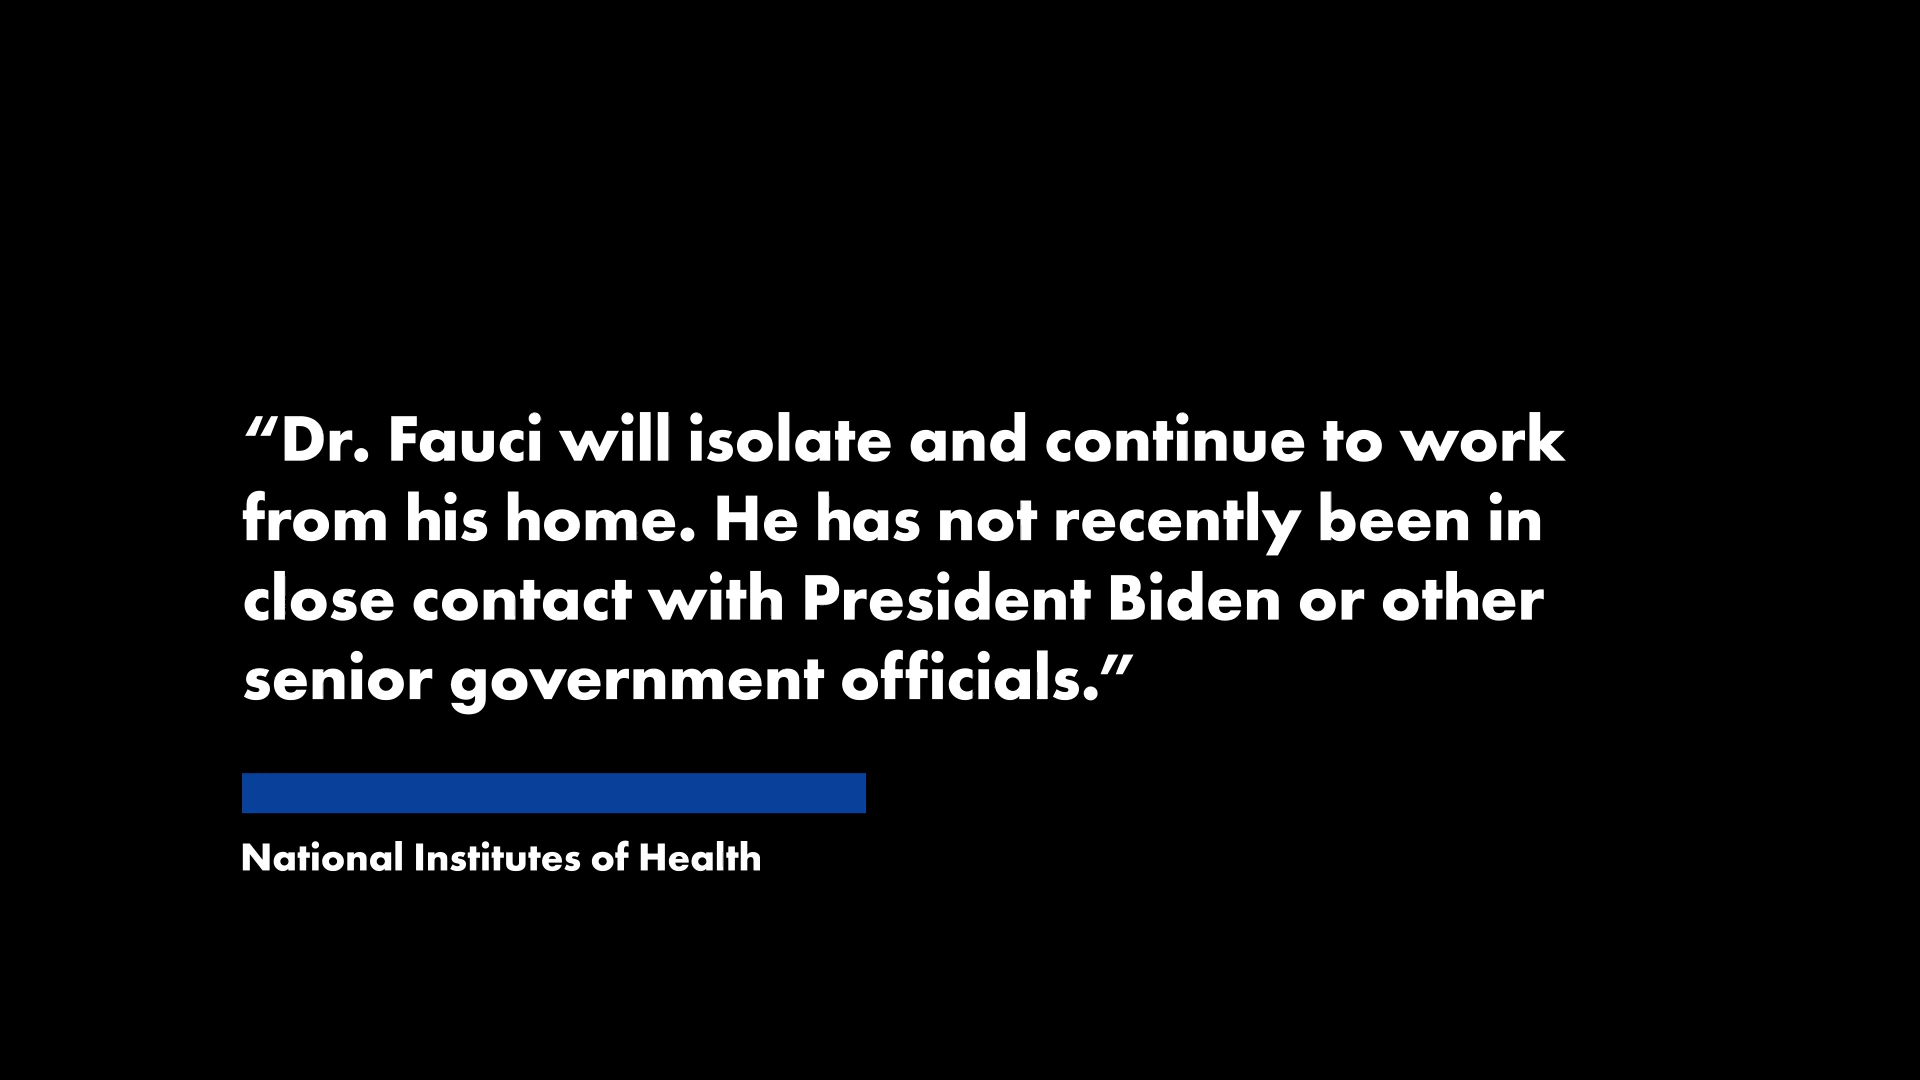 “Dr. Fauci will isolate and continue to work
from his home. He has not recently been in
close contact with President Biden or other
senior government officials.”
National Institutes of Health